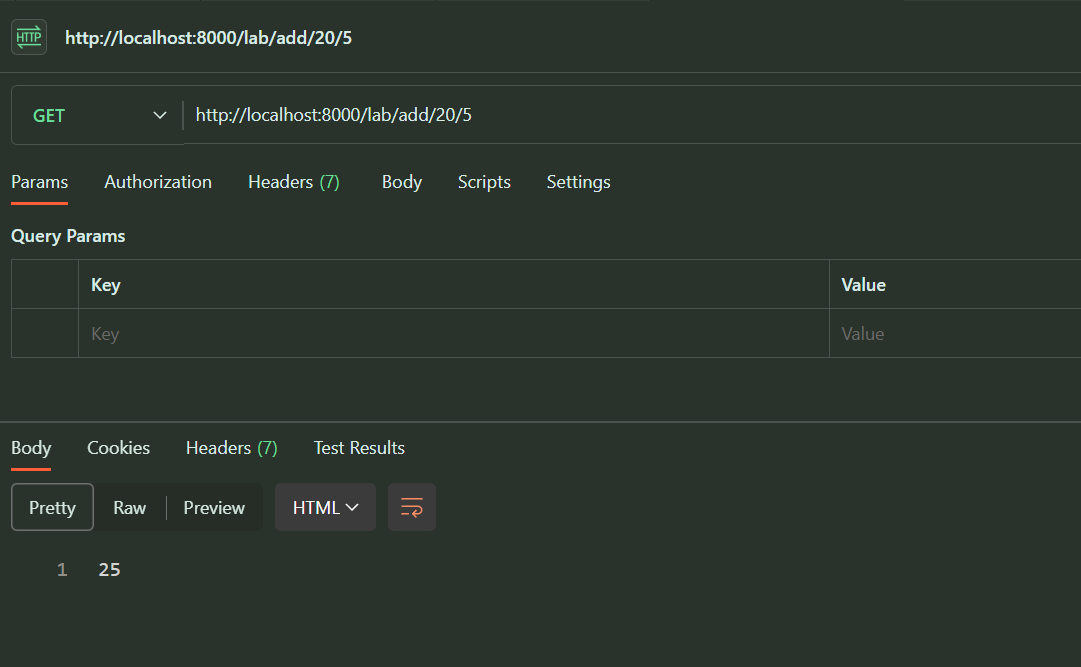 HTTP http://localhost:8000/lab/add/20/5
GET http://localhost:8000/lab/add/20/5
Params Authorization Headers (7) Body Scripts Settings
Query Params
Key Value
Key Value
Body Cookies Headers (7) Test Results
Pretty Raw Preview HTML
1 25